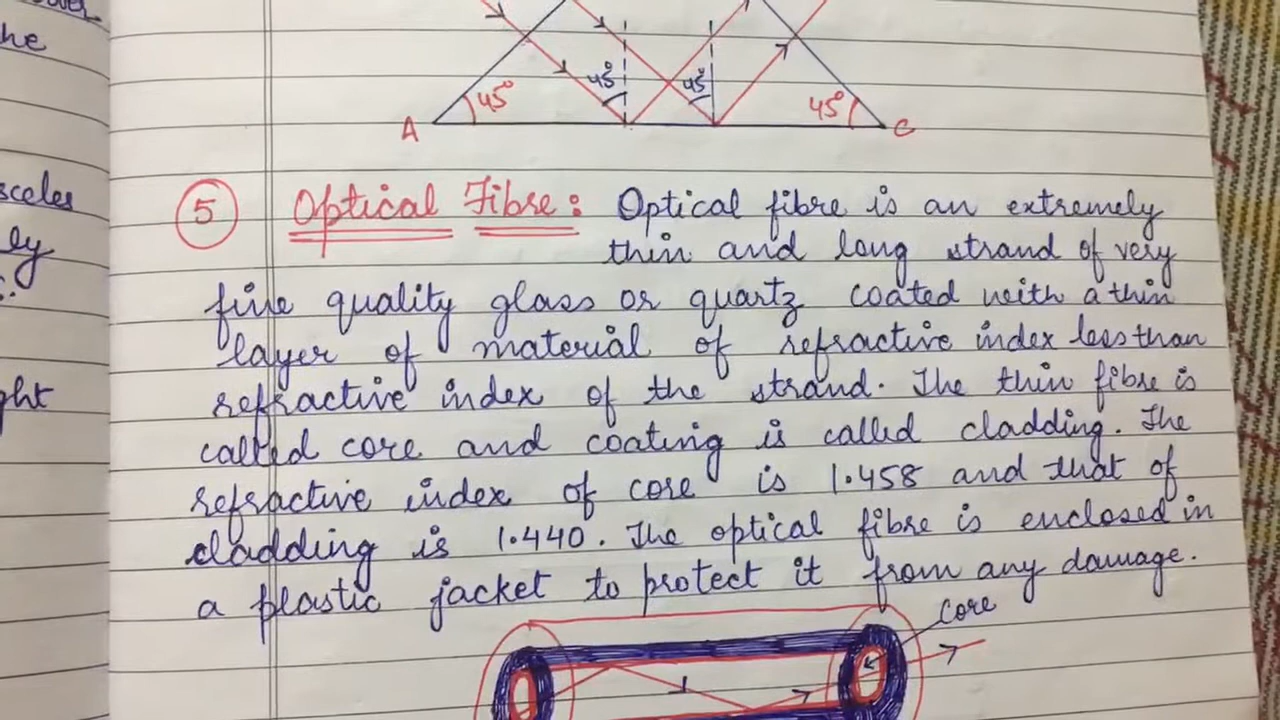 he
sceles
ly
ght
45°
45°
45°
45°
A
C
5 Optical Fibre: Optical fibre is an extremely
thin and long strand of very
fine quality glass or quartz coated with a thin
layer of material of refractive index less than
refractive index of the strand. The thin fibre is
called core and coating is called cladding. The
refractive index of core is 1.458 and that of
cladding is 1.440. The optical fibre is enclosed in
a plastic jacket to protect it from any damage.
core